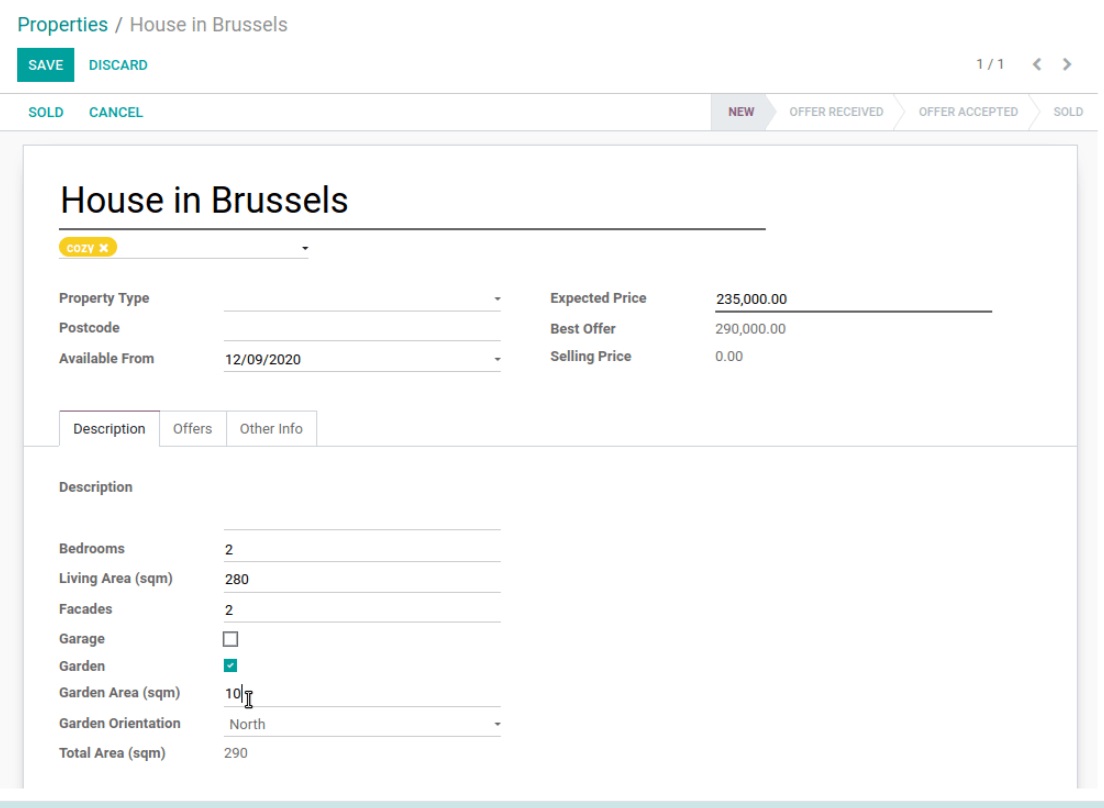 Properties / House in Brussels
SAVE DISCARD 1 / 1
SOLD CANCEL NEW OFFER RECEIVED OFFER ACCEPTED SOLD
House in Brussels
cozy ×
Property Type Expected Price 235,000.00
Postcode Best Offer 290,000.00
Available From 12/09/2020 Selling Price 0.00
Description Offers Other Info
Description
Bedrooms 2
Living Area (sqm) 280
Facades 2
Garage
Garden
Garden Area (sqm) 10
Garden Orientation North
Total Area (sqm) 290